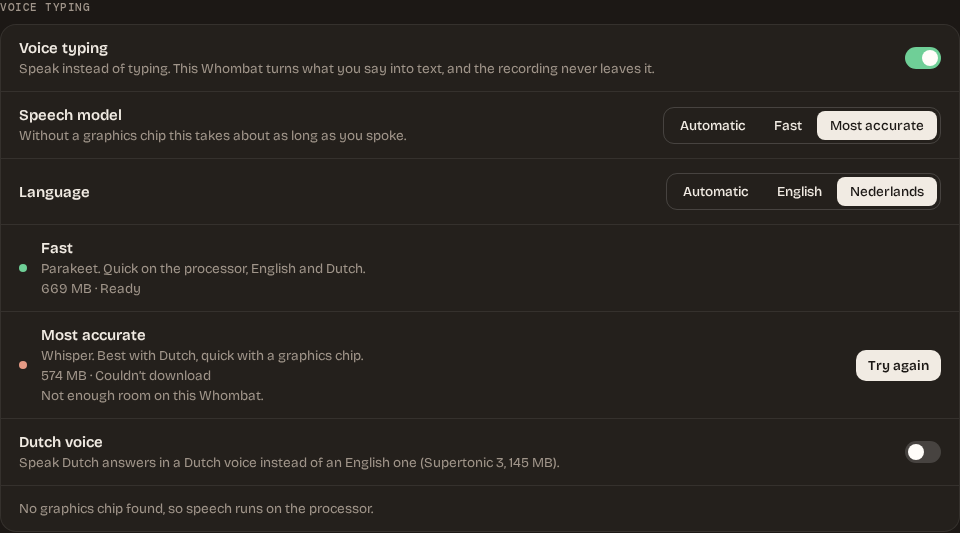 VOICE TYPING
Voice typing
Speak instead of typing. This Whombat turns what you say into text, and the recording never leaves it.
Speech model
Without a graphics chip this takes about as long as you spoke.
Automatic Fast Most accurate
Language
Automatic English Nederlands
Fast
Parakeet. Quick on the processor, English and Dutch.
669 MB · Ready
Most accurate
Whisper. Best with Dutch, quick with a graphics chip.
574 MB · Couldn't download
Not enough room on this Whombat.
Try again
Dutch voice
Speak Dutch answers in a Dutch voice instead of an English one (Supertonic 3, 145 MB).
No graphics chip found, so speech runs on the processor.